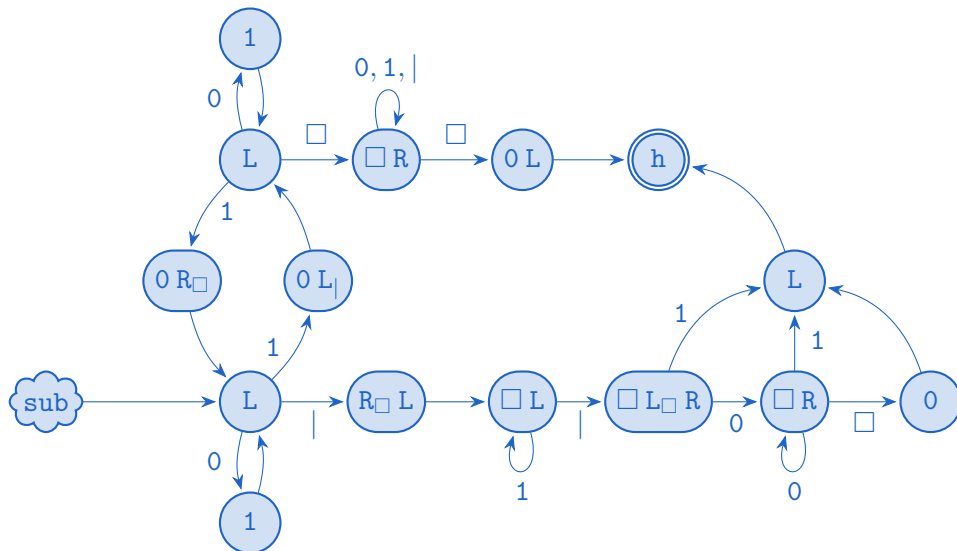 1
0, 1, |
0
□
□
L
□ R
0 L
h
1
0 R□
0 L|
L
1
1
1
sub
L
R□ L
□ L
□ L□ R
□ R
0
|
|
0
□
0
1
0
1